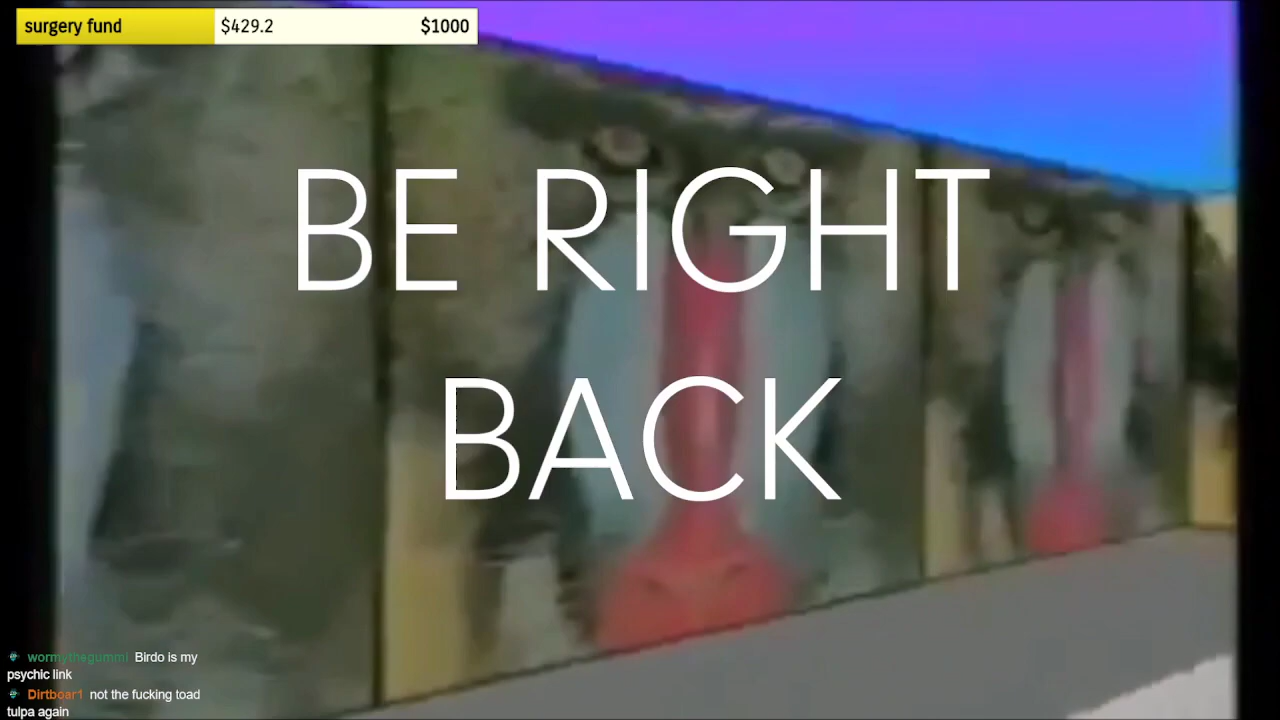 surgery fund $429.2 $1000
BE RIGHT
BACK
wormythegummi Birdo is my
psychic link
Dirtboar1 not the fucking toad
tulpa again